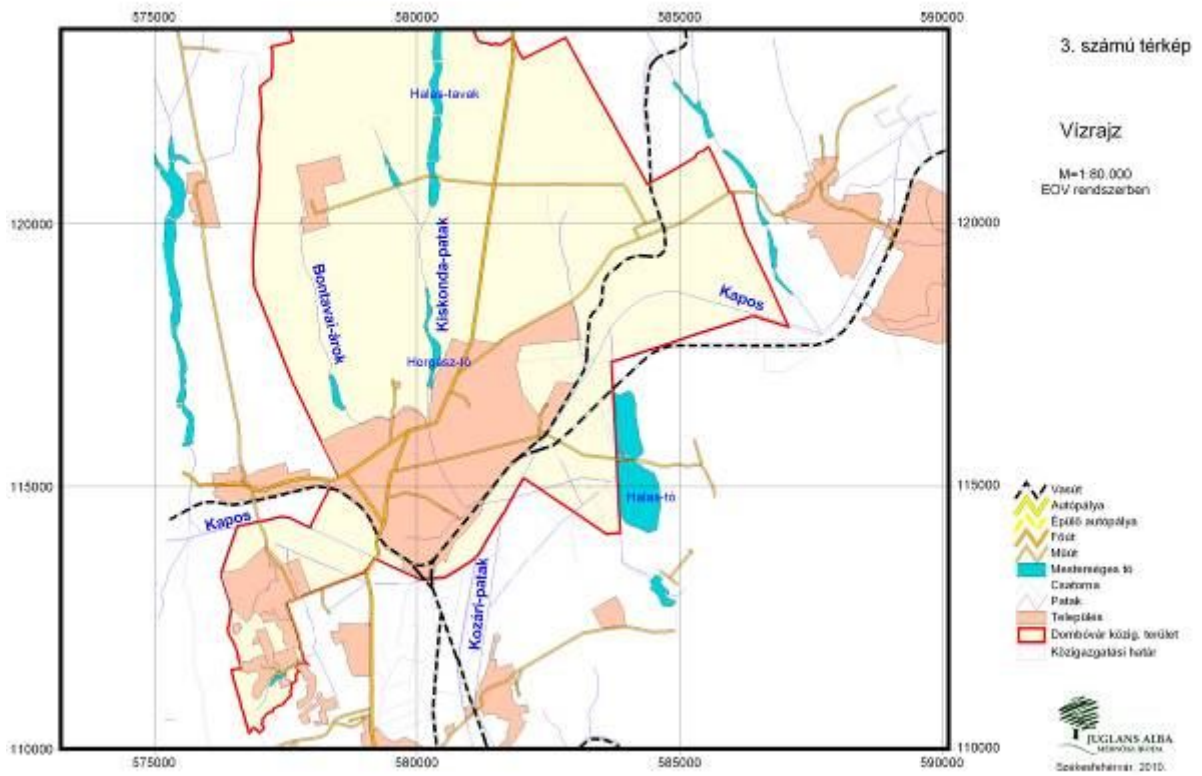 575000
580000
585000
590000
3. számú térkép
Vízrajz
M=1:80.000
EOV rendszerben
Halas-tavak
120000
120000
Bontavai-árok
Kiskonda-patak
Kapos
Horgász-tó
115000
115000
Halas-tó
Kapos
Kozári-patak
Vasút
Autópálya
Épülő autópálya
Főút
Műút
Mesterséges tó
Csatorna
Patak
Település
Dombóvár közig. terület
Közigazgatási határ
110000
110000
JUGLANS ALBA
MÉRNÖKI IRODA
Székesfehérvár, 2010.
575000
580000
585000
590000